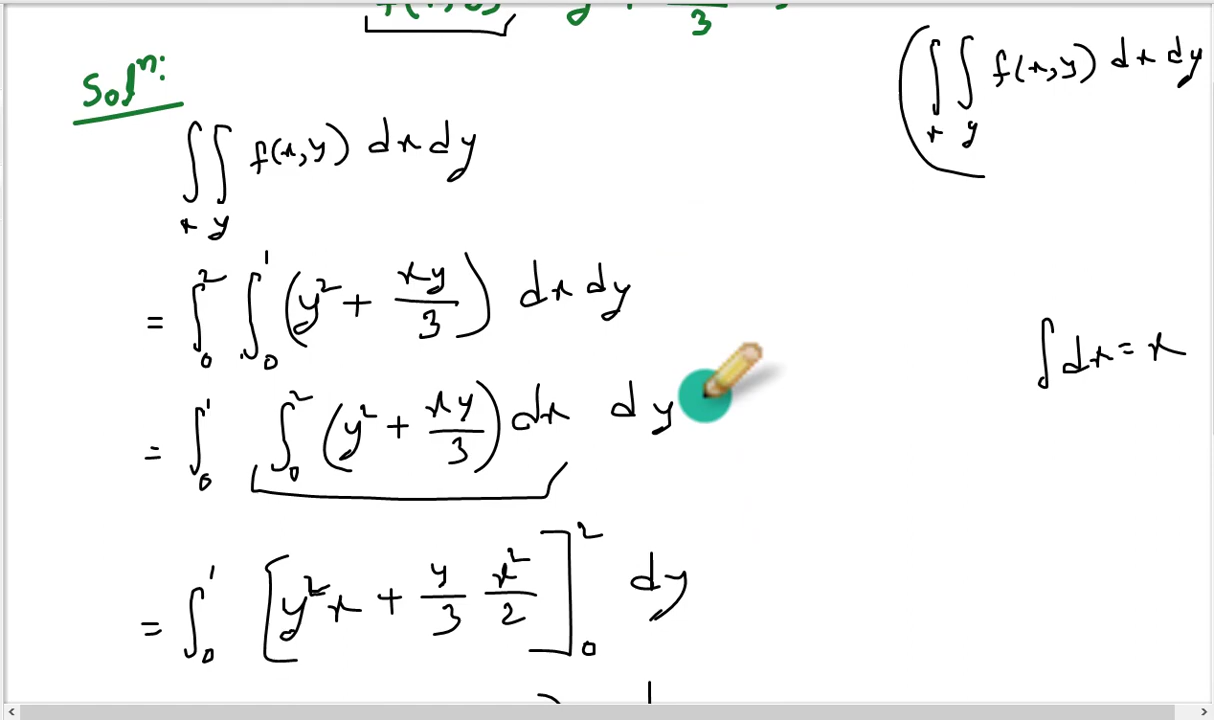 3
Solⁿ:
∫∫ f(x,y) dx dy
x y
= ∫₀² ∫₀¹ (y² + xy/3) dx dy
= ∫₀¹ ∫₀² (y² + xy/3) dx dy
= ∫₀¹ [y²x + y/3 x²/2]₀² dy
(∫∫ f(x,y) dx dy
x y
∫dx = x